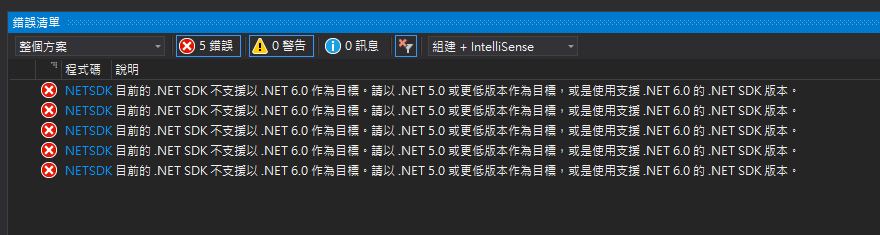 錯誤清單
整個方案 5 錯誤 0 警告 0 訊息 組建 + IntelliSense
程式碼 說明
NETSDK 目前的 .NET SDK 不支援以 .NET 6.0 作為目標。請以 .NET 5.0 或更低版本作為目標，或是使用支援 .NET 6.0 的 .NET SDK 版本。
NETSDK 目前的 .NET SDK 不支援以 .NET 6.0 作為目標。請以 .NET 5.0 或更低版本作為目標，或是使用支援 .NET 6.0 的 .NET SDK 版本。
NETSDK 目前的 .NET SDK 不支援以 .NET 6.0 作為目標。請以 .NET 5.0 或更低版本作為目標，或是使用支援 .NET 6.0 的 .NET SDK 版本。
NETSDK 目前的 .NET SDK 不支援以 .NET 6.0 作為目標。請以 .NET 5.0 或更低版本作為目標，或是使用支援 .NET 6.0 的 .NET SDK 版本。
NETSDK 目前的 .NET SDK 不支援以 .NET 6.0 作為目標。請以 .NET 5.0 或更低版本作為目標，或是使用支援 .NET 6.0 的 .NET SDK 版本。